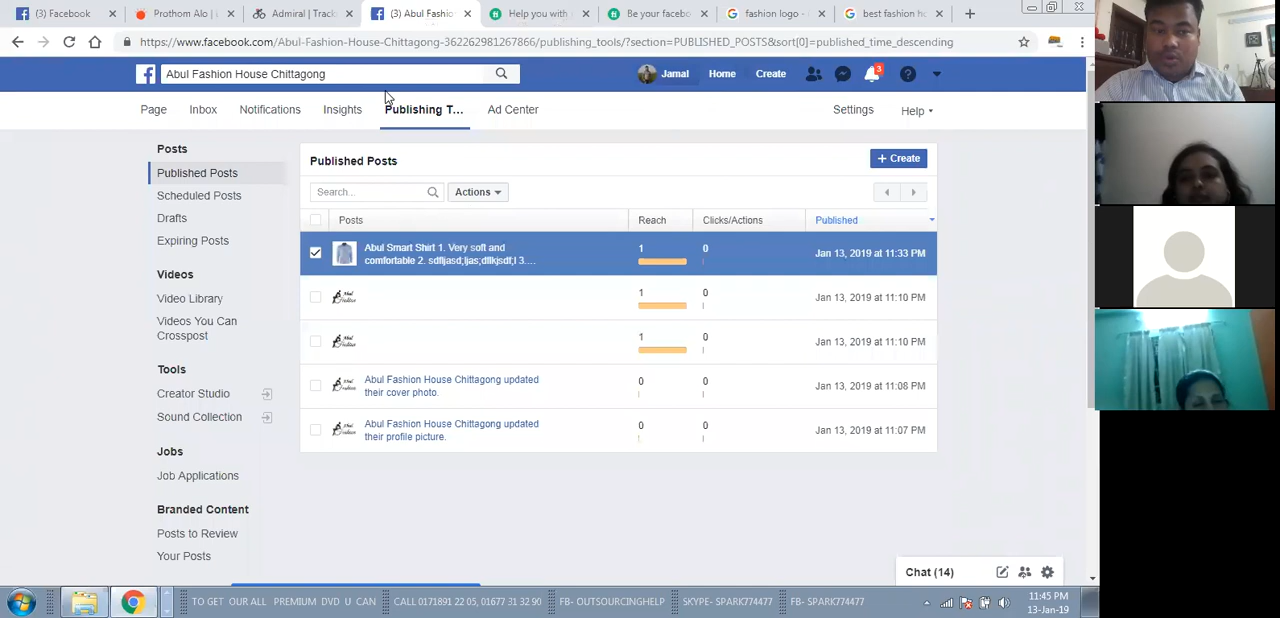 (3) Facebook
Prothom Alo | L
Admiral | Track
(3) Abul Fashio
Help you with
Be your facebo
fashion logo -
best fashion ho
https://www.facebook.com/Abul-Fashion-House-Chittagong-362262981267866/publishing_tools/?section=PUBLISHED_POSTS&sort[0]=published_time_descending
Abul Fashion House Chittagong
Jamal
Home
Create
3
Page
Inbox
Notifications
Insights
Publishing T...
Ad Center
Settings
Help
Posts
Published Posts
Scheduled Posts
Drafts
Expiring Posts
Videos
Video Library
Videos You Can
Crosspost
Tools
Creator Studio
Sound Collection
Jobs
Job Applications
Branded Content
Posts to Review
Your Posts
Published Posts
+ Create
Search...
Actions
Posts
Reach
Clicks/Actions
Published
Abul Smart Shirt 1. Very soft and
comfortable 2. sdfljasd;ljas;dflkjsdf;l 3....
1
0
Jan 13, 2019 at 11:33 PM
1
0
Jan 13, 2019 at 11:10 PM
1
0
Jan 13, 2019 at 11:10 PM
Abul Fashion House Chittagong updated
their cover photo.
0
0
Jan 13, 2019 at 11:08 PM
Abul Fashion House Chittagong updated
their profile picture.
0
0
Jan 13, 2019 at 11:07 PM
Chat (14)
TO GET OUR ALL PREMIUM DVD U CAN
CALL 0171891 22 05, 01677 31 32 90
FB- OUTSOURCINGHELP
SKYPE- SPARK774477
FB- SPARK774477
11:45 PM
13-Jan-19